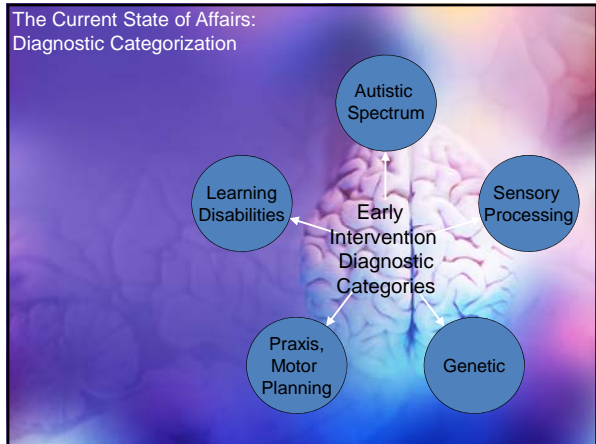 The Current State of Affairs:
Diagnostic Categorization
Autistic
Spectrum
Learning
Disabilities
Sensory
Processing
Early
Intervention
Diagnostic
Categories
Praxis,
Motor
Planning
Genetic